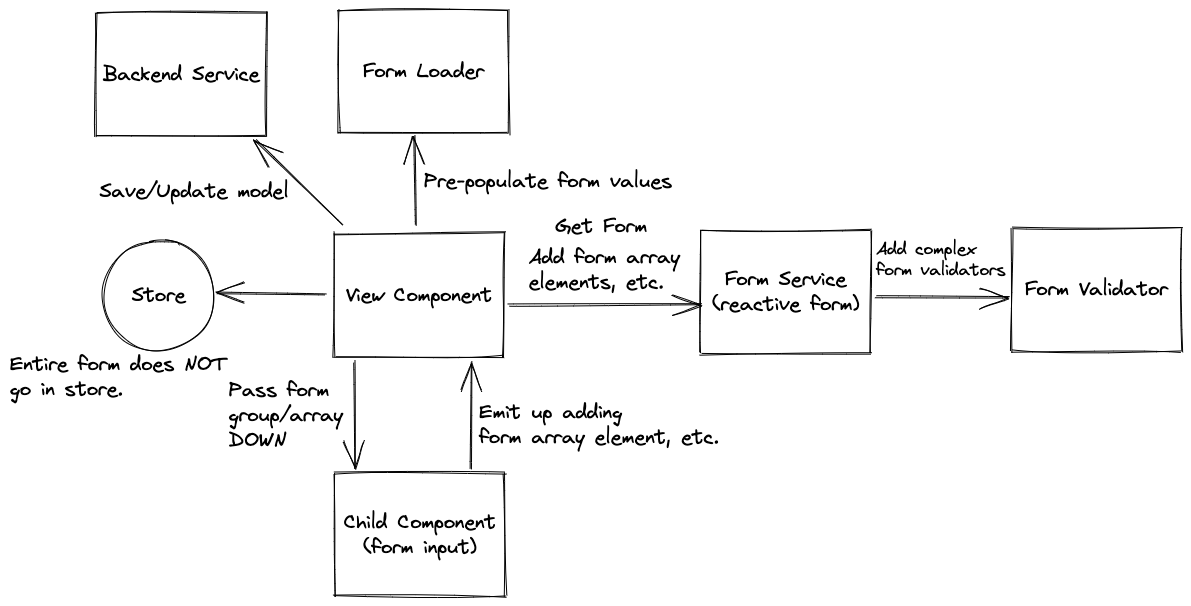 Backend Service
Form Loader
Save/Update model
Pre-populate form values
Get Form
Add form array
elements, etc.
Add complex
form validators
Store
View Component
Form Service
(reactive form)
Form Validator
Entire form does NOT
go in store.
Pass form
group/array
DOWN
Emit up adding
form array element, etc.
Child Component
(form input)